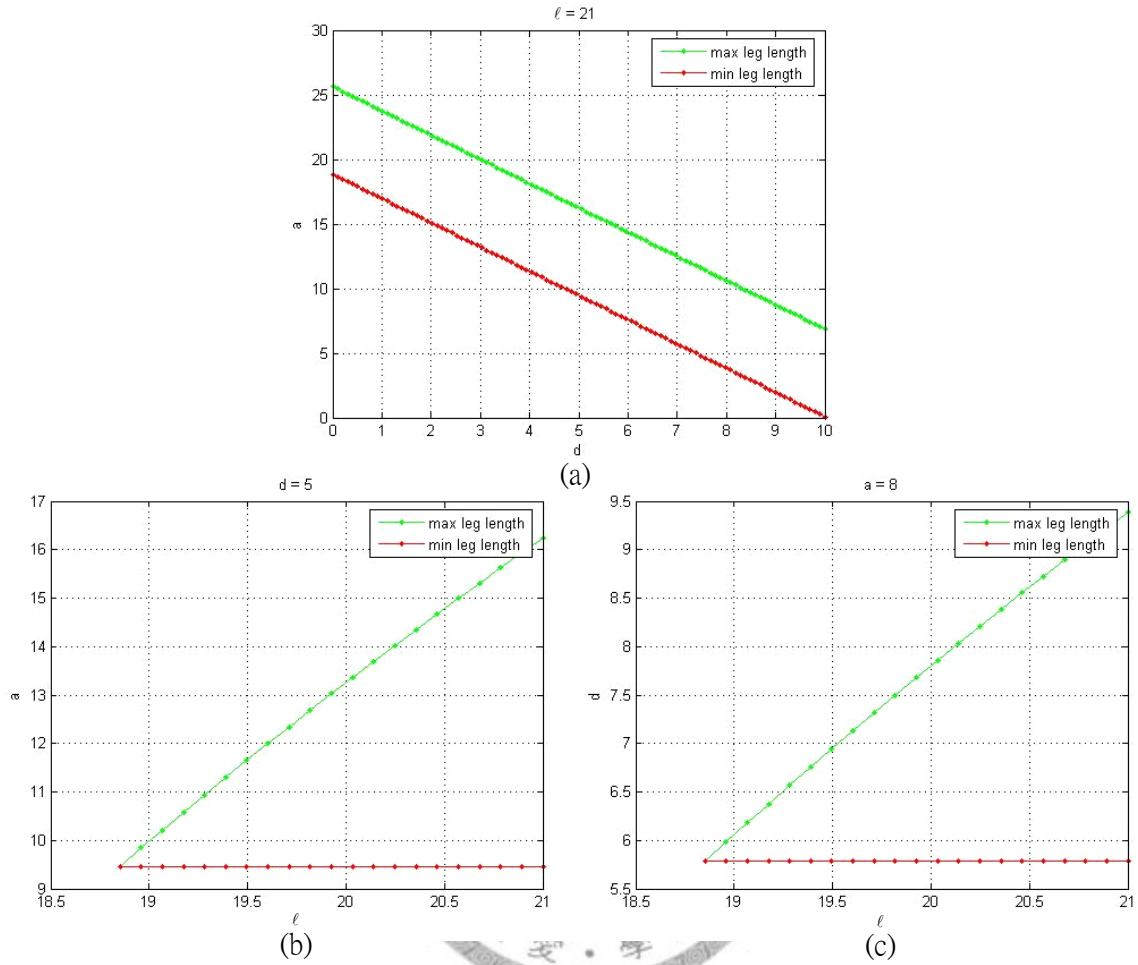 ℓ = 21
30
25
20
15
10
5
0
a
max leg length
min leg length
0 1 2 3 4 5 6 7 8 9 10
d
(a)
d = 5
17
16
15
14
13
12
11
10
9
a
max leg length
min leg length
18.5 19 19.5 20 20.5 21
ℓ
(b)
a = 8
9.5
9
8.5
8
7.5
7
6.5
6
5.5
d
max leg length
min leg length
18.5 19 19.5 20 20.5 21
ℓ
(c)